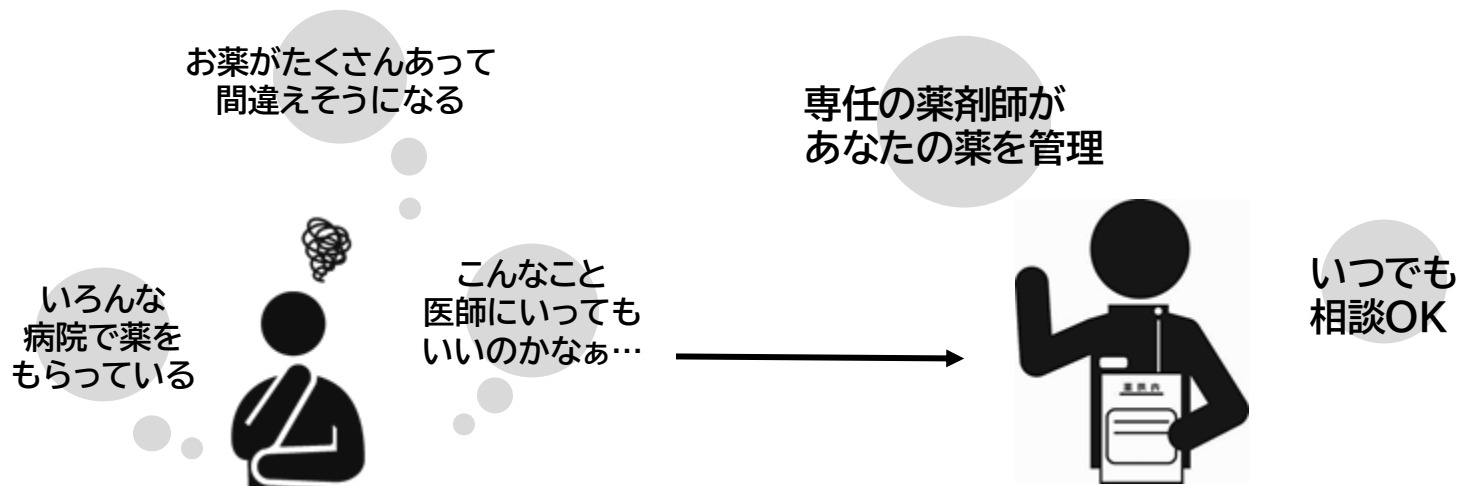 お薬がたくさんあって
間違えそうになる
いろんな
病院で薬を
もらっている
こんなこと
医師にいっても
いいのかなぁ…
専任の薬剤師が
あなたの薬を管理
いつでも
相談OK